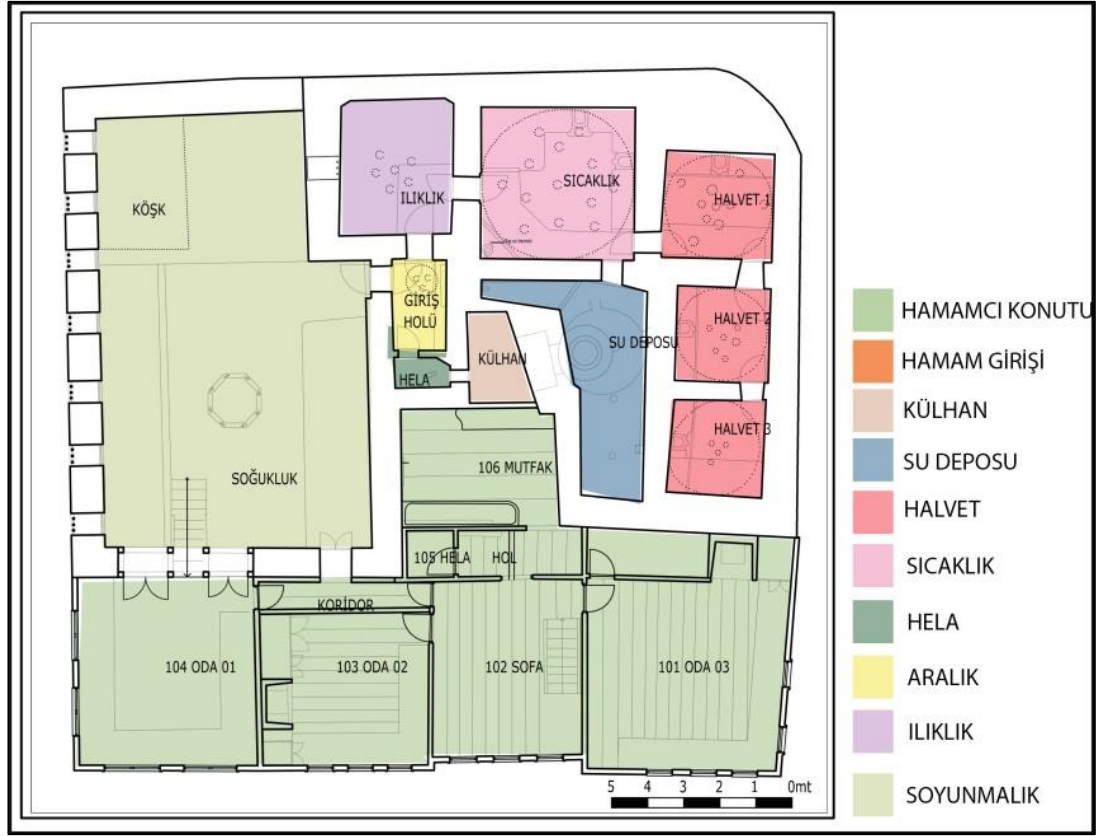 KÖŞK
ILIKLIK
SICAKLIK
HALVET 1
GİRİŞ
HOLÜ
HALVET 2
SU DEPOSU
KÜLHAN
HELA
HALVET 3
SOĞUKLUK
106 MUTFAK
105 HELA
HOL
KORİDOR
104 ODA 01
103 ODA 02
102 SOFA
101 ODA 03
5 4 3 2 1 0mt
HAMAMCI KONUTU
HAMAM GİRİŞİ
KÜLHAN
SU DEPOSU
HALVET
SICAKLIK
HELA
ARALIK
ILIKLIK
SOYUNMALIK